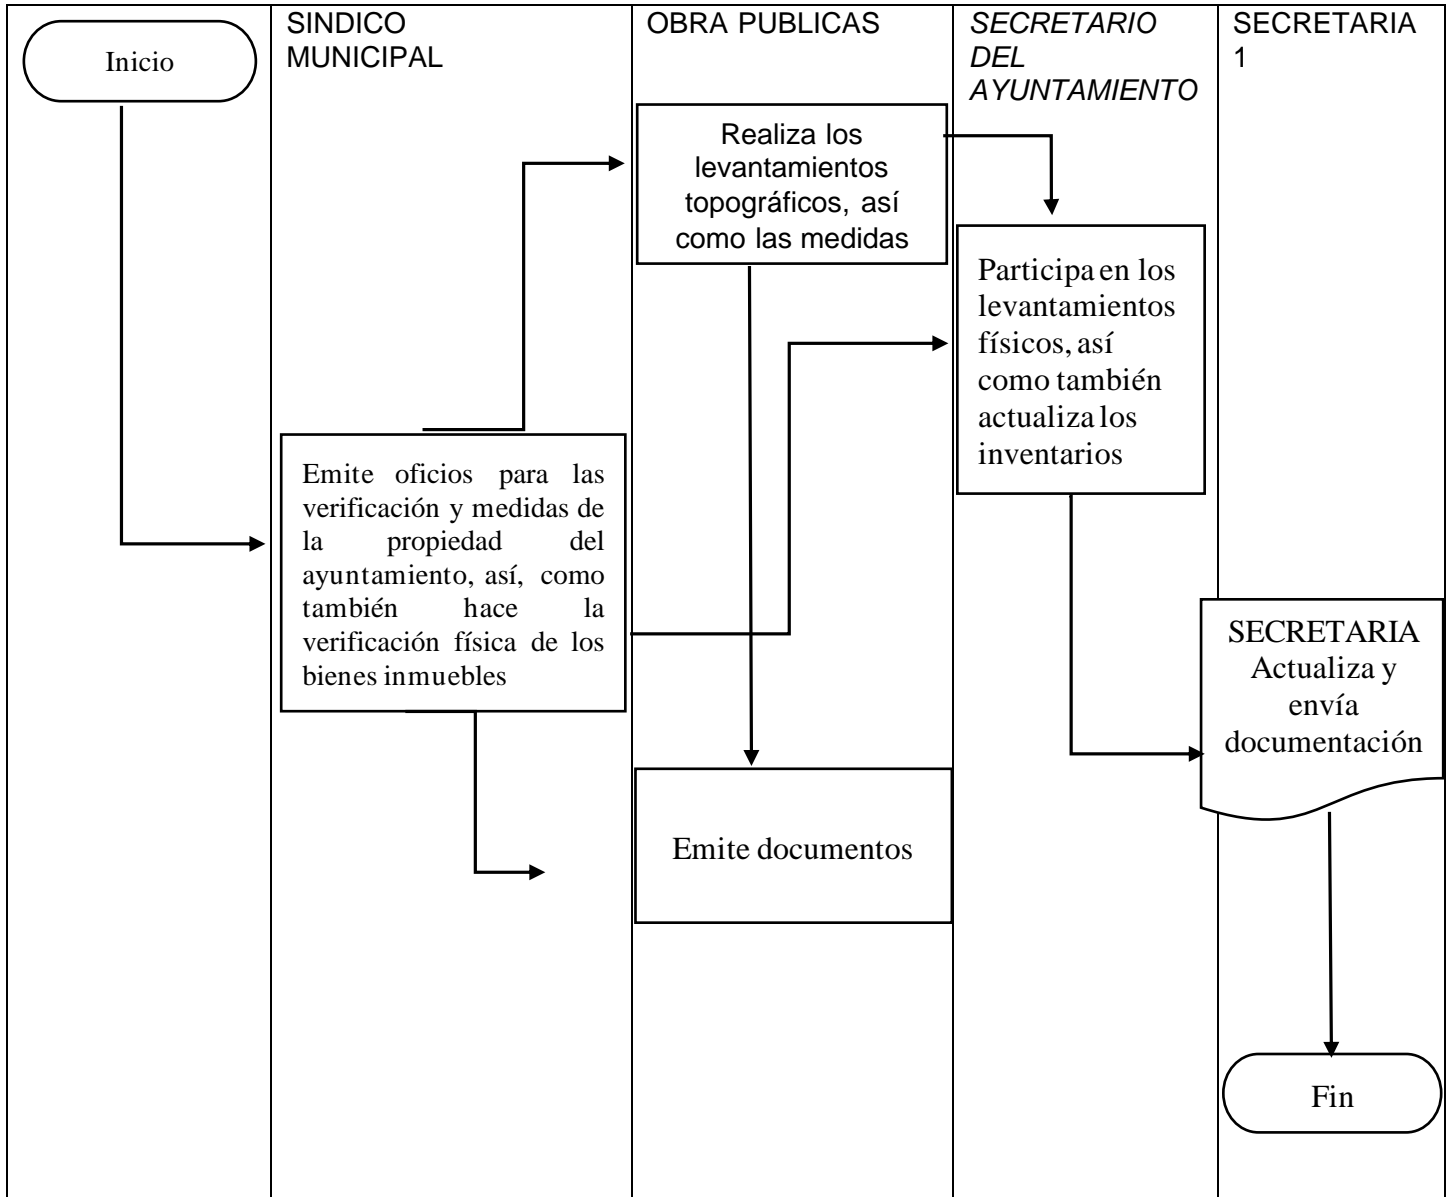 Inicio
SINDICO
MUNICIPAL
OBRA PUBLICAS
SECRETARIO
DEL
AYUNTAMIENTO
SECRETARIA
1
Realiza los
levantamientos
topográficos, así
como las medidas
Participa en los
levantamientos
físicos, así
como también
actualiza los
inventarios
Emite oficios para las
verificación y medidas de
la propiedad del
ayuntamiento, así, como
también hace la
verificación física de los
bienes inmuebles
SECRETARIA
Actualiza y
envía
documentación
Emite documentos
Fin